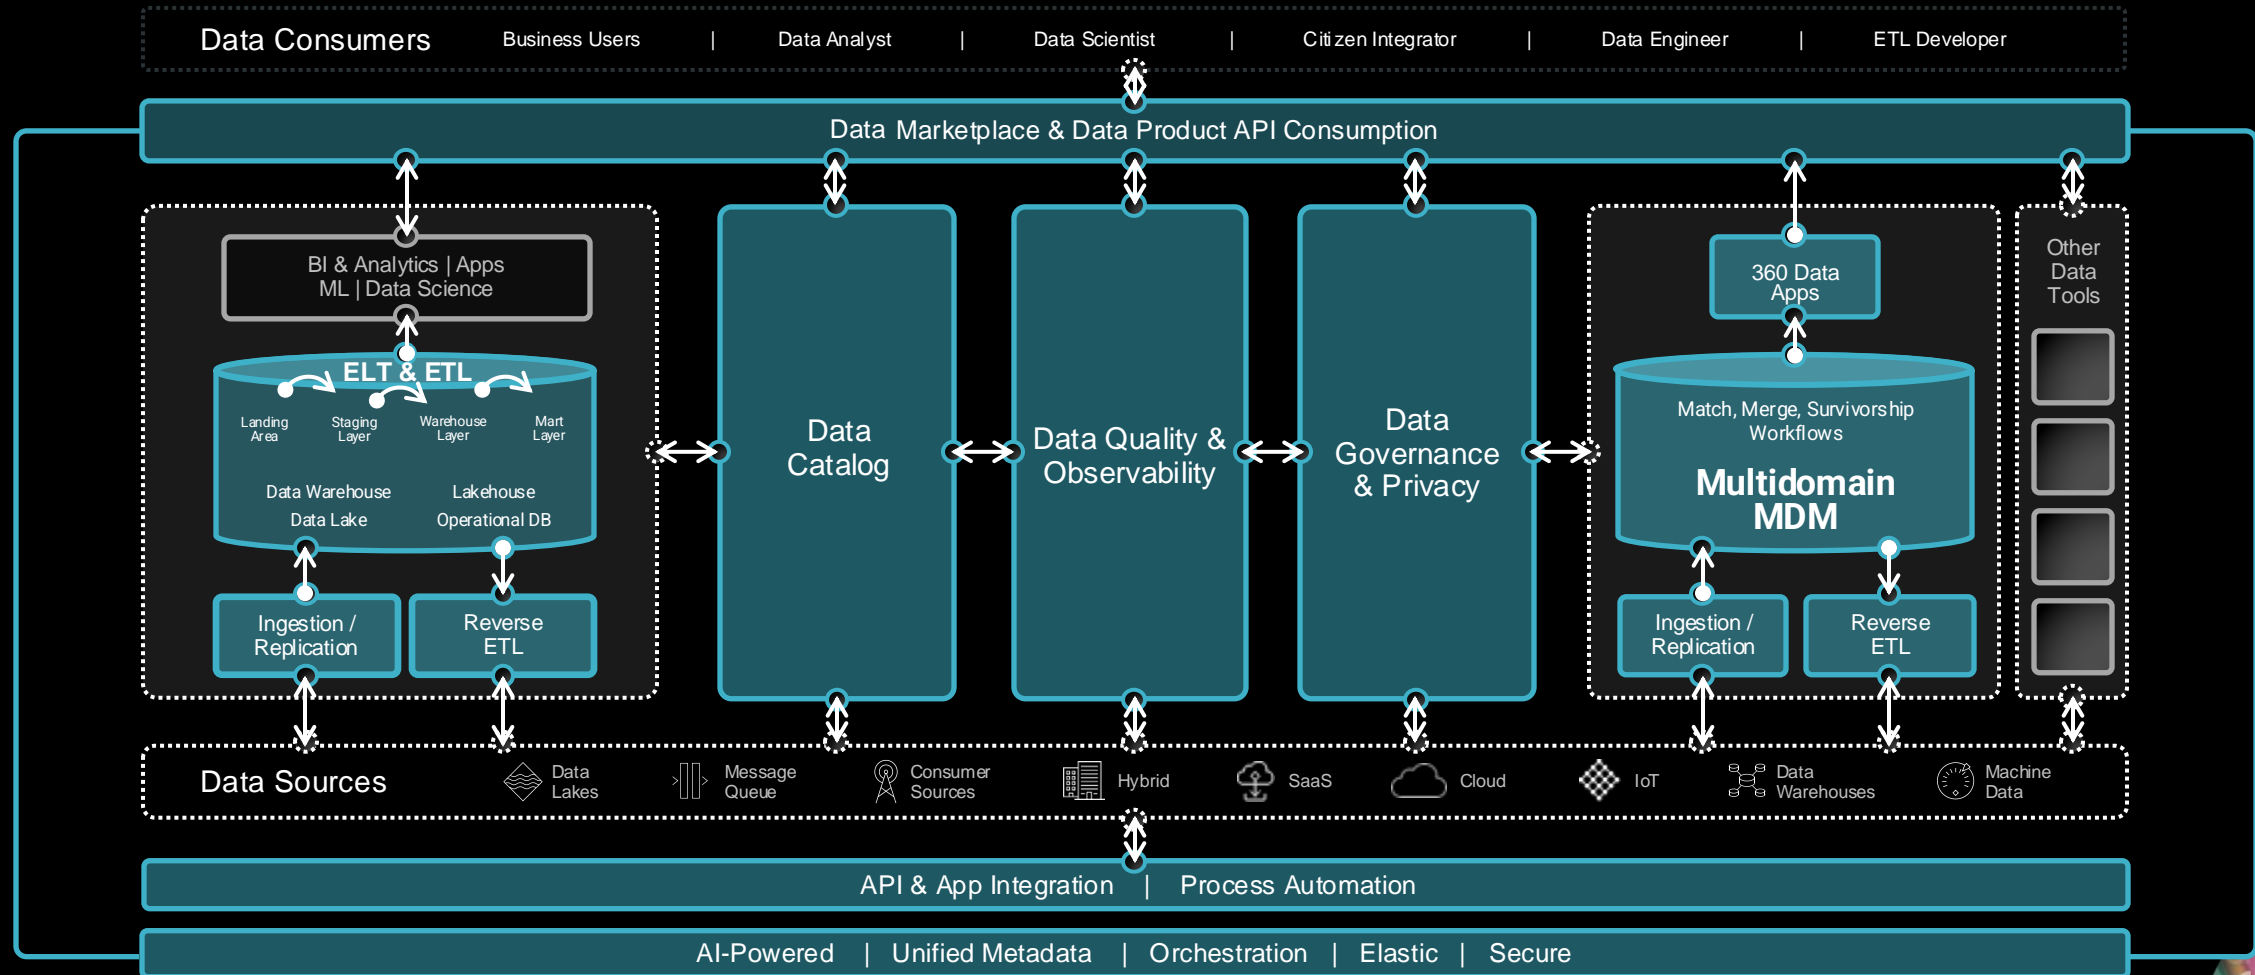 Data Consumers Business Users | Data Analyst | Data Scientist | Citizen Integrator | Data Engineer | ETL Developer
Data Marketplace & Data Product API Consumption
BI & Analytics | Apps
ML | Data Science
ELT & ETL
Landing
Area
Staging
Layer
Warehouse
Layer
Mart
Layer
Data Warehouse
Data Lake
Lakehouse
Operational DB
Ingestion /
Replication
Reverse
ETL
Data
Catalog
Data Quality &
Observability
Data
Governance
& Privacy
360 Data
Apps
Match, Merge, Survivorship
Workflows
Multidomain
MDM
Ingestion /
Replication
Reverse
ETL
Other
Data
Tools
Data Sources
Data
Lakes
Message
Queue
Consumer
Sources
Hybrid
SaaS
Cloud
IoT
Data
Warehouses
Machine
Data
API & App Integration | Process Automation
AI-Powered | Unified Metadata | Orchestration | Elastic | Secure